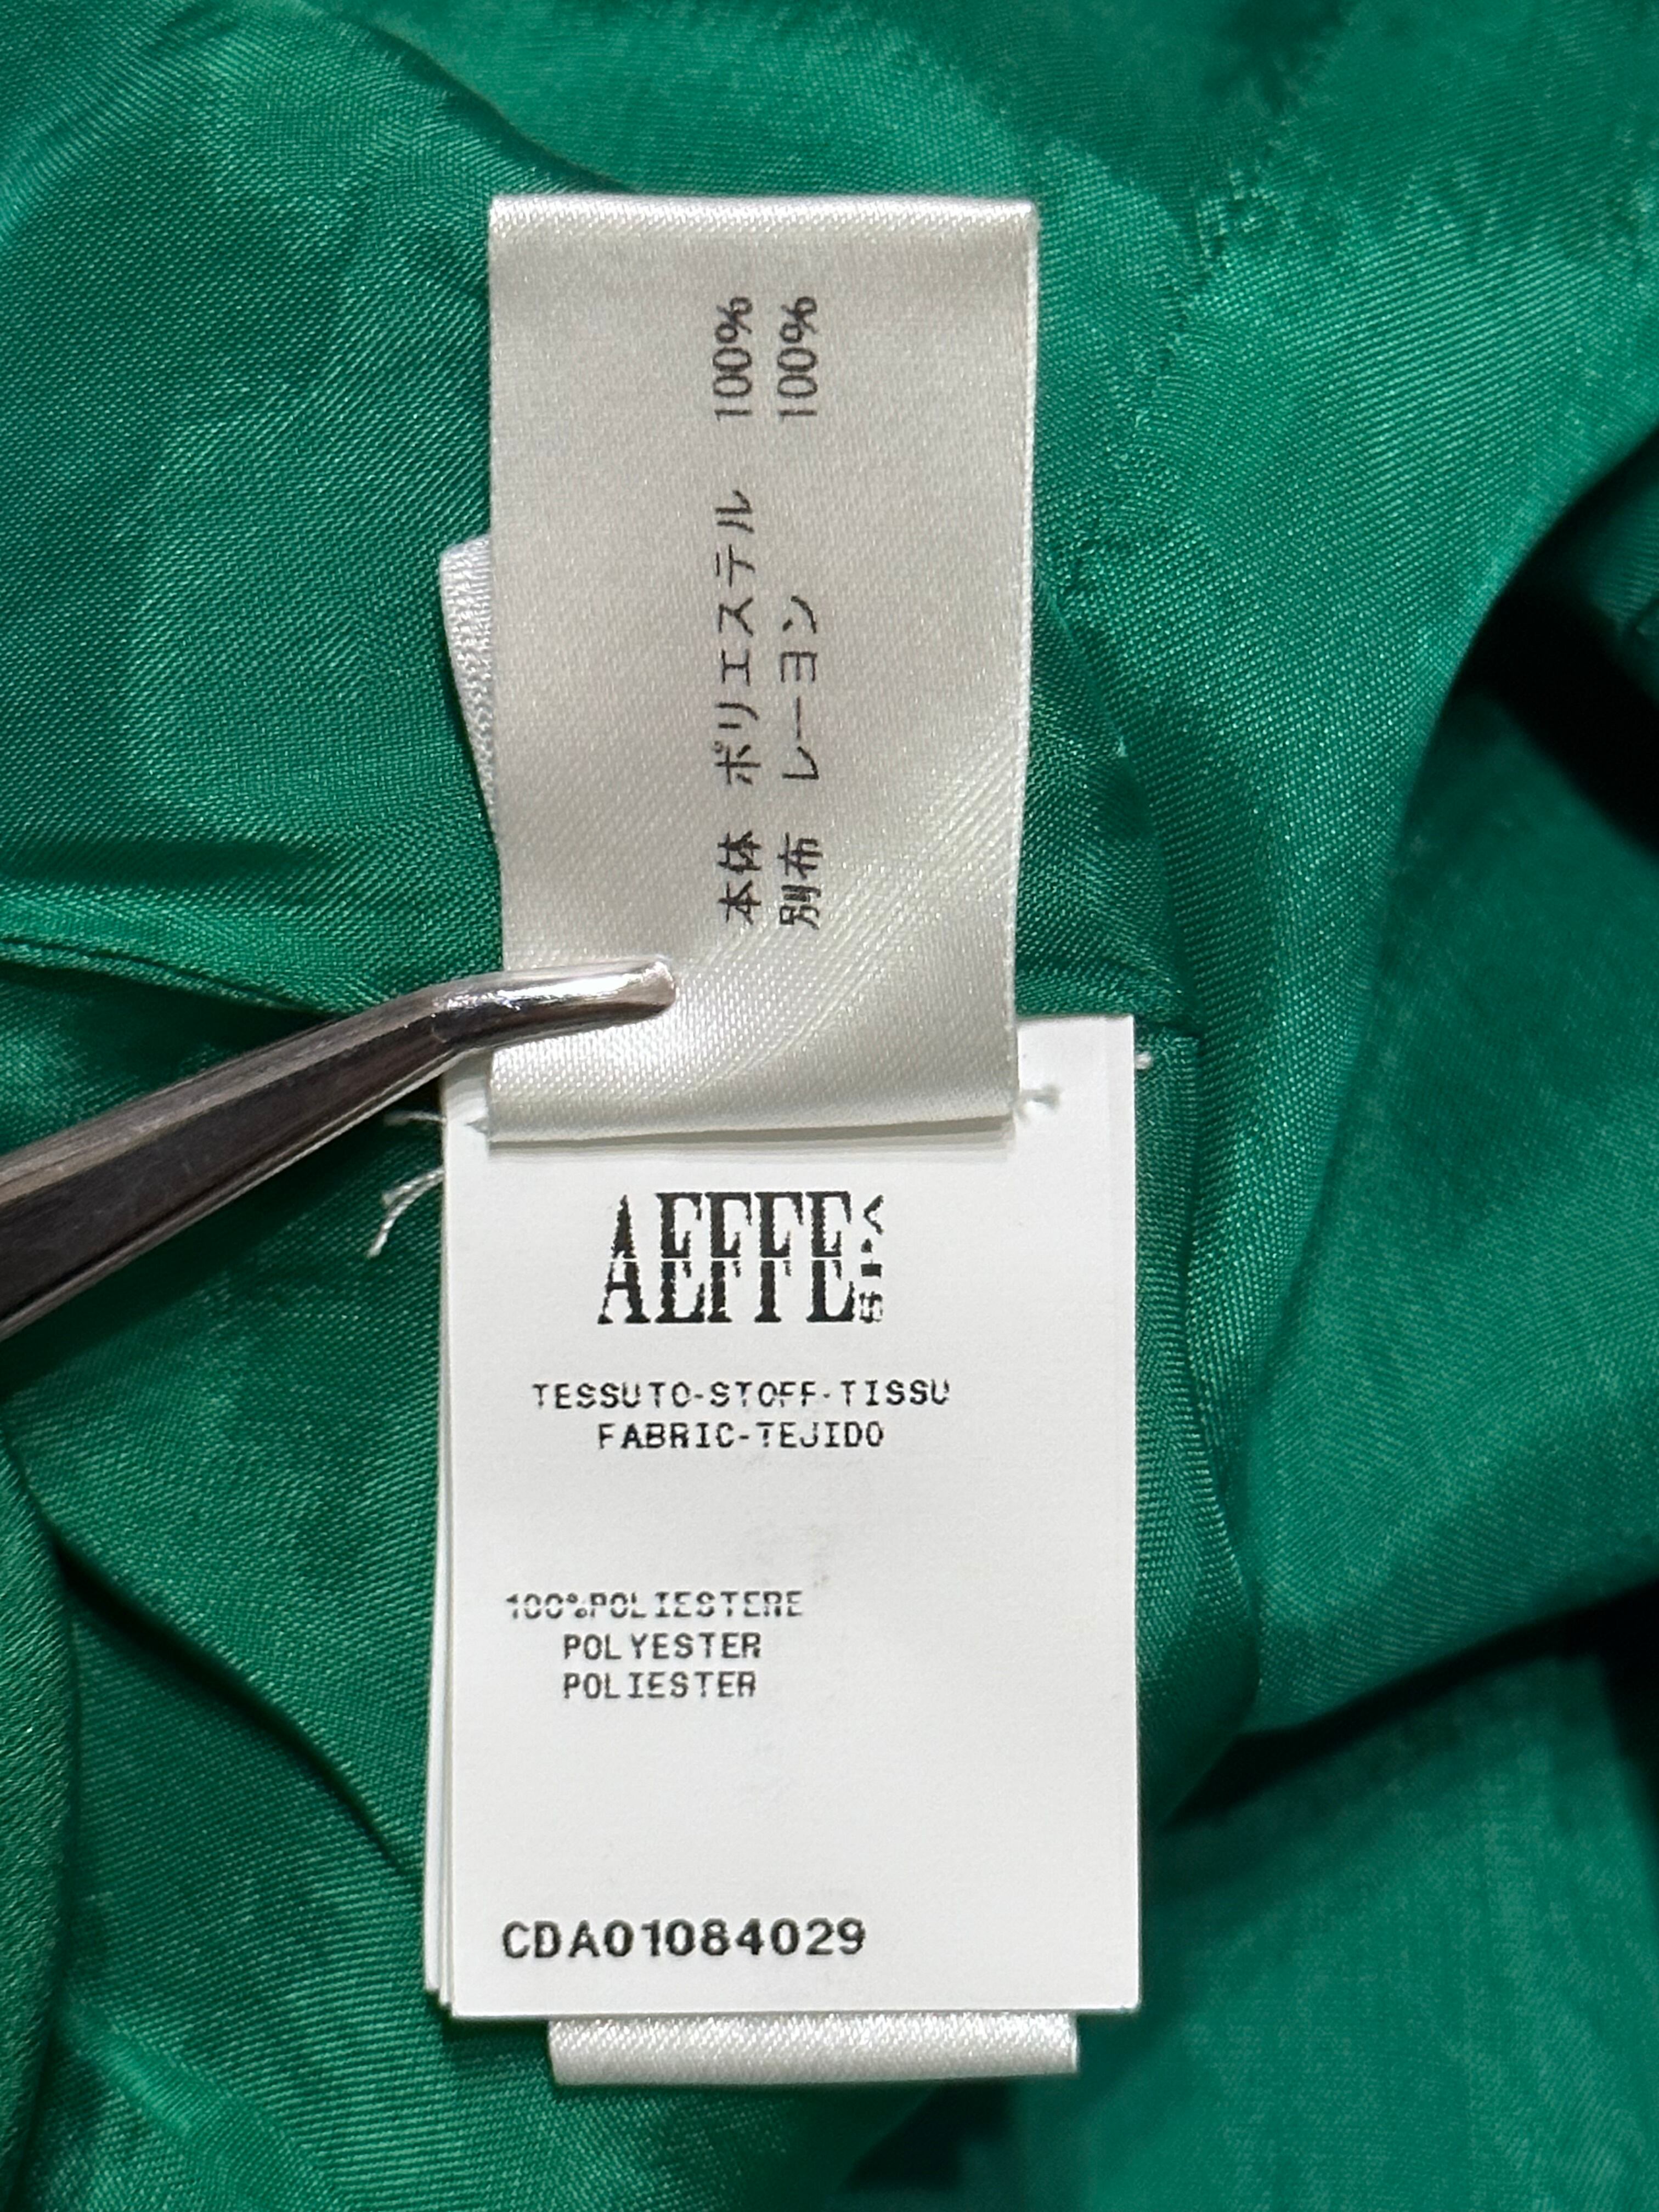 本体 ポリエステル 100%
別布 レーヨン 100%
AEFFE SPA
TESSUTO-STOFF-TISSU
FABRIC-TEJIDO
100%POLIESTERE
POLYESTER
POLIESTER
CDA01084029